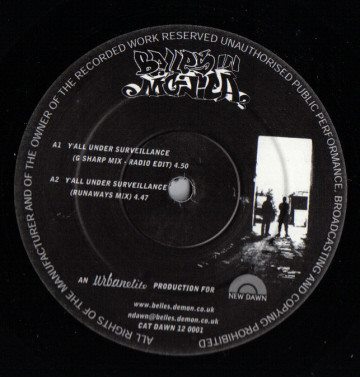 ALL RIGHTS OF THE MANUFACTURER AND OF THE OWNER OF THE RECORDED WORK RESERVED UNAUTHORISED PUBLIC PERFORMANCE, BROADCASTING AND COPYING PROHIBITED
BELLES IN
MONICA
A1 Y'ALL UNDER SURVEILLANCE
(G SHARP MIX - RADIO EDIT) 4.50
A2 Y'ALL UNDER SURVEILLANCE
(RUNAWAYS MIX) 4.47
AN Urbanelite PRODUCTION FOR
NEW DAWN
www.belles.demon.co.uk
ndawn@belles.demon.co.uk
CAT DAWN 12 0001